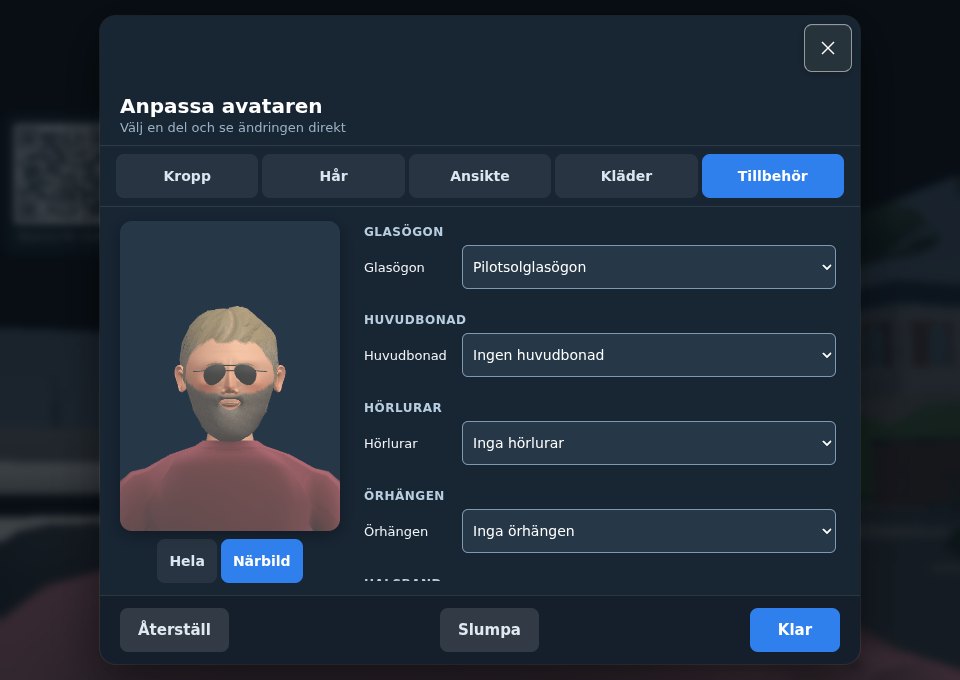 Anpassa avataren
Välj en del och se ändringen direkt
Kropp
Hår
Ansikte
Kläder
Tillbehör
GLASÖGON
Glasögon
Pilotsolglasögon
HUVUDBONAD
Huvudbonad
Ingen huvudbonad
HÖRLURAR
Hörlurar
Inga hörlurar
ÖRHÄNGEN
Örhängen
Inga örhängen
Hela
Närbild
Återställ
Slumpa
Klar